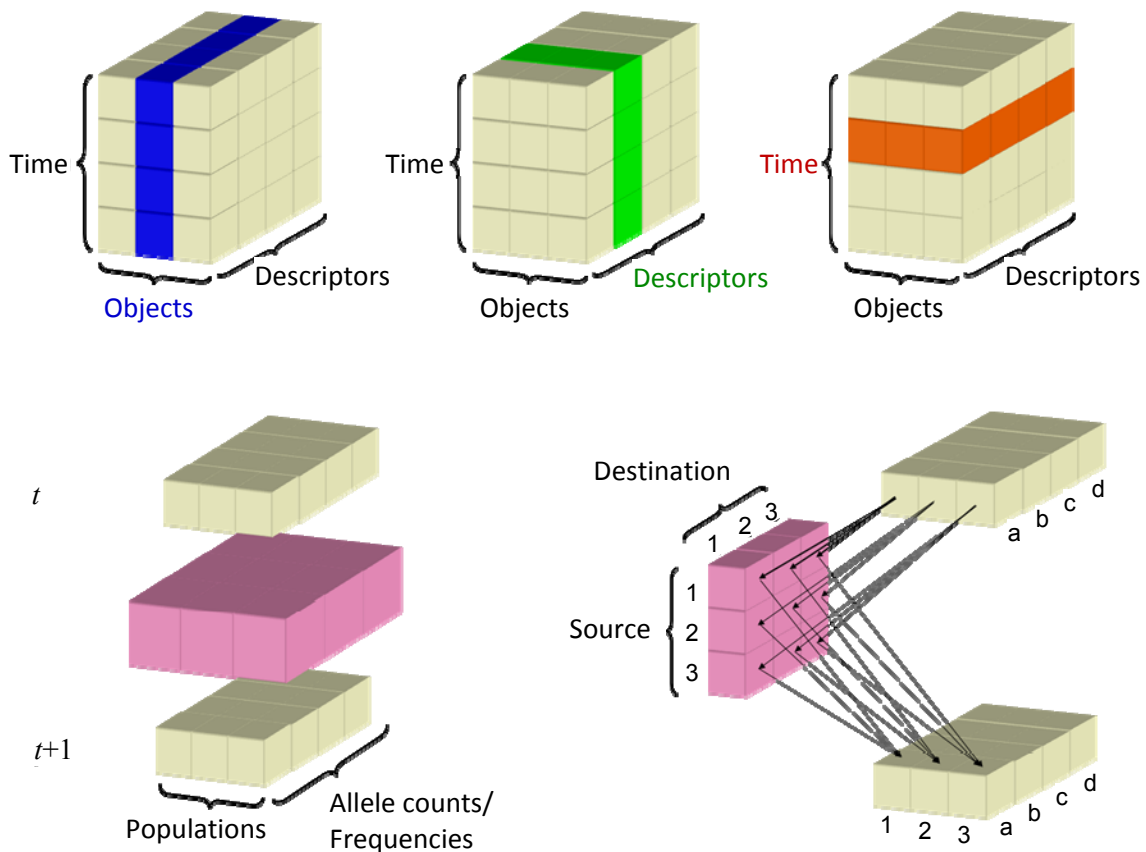 Time
Objects
Descriptors
Time
Objects
Descriptors
Time
Objects
Descriptors
t
t+1
Populations
Allele counts/
Frequencies
Destination
1 2 3
Source
1
2
3
a b c d
1 2 3
a b c d